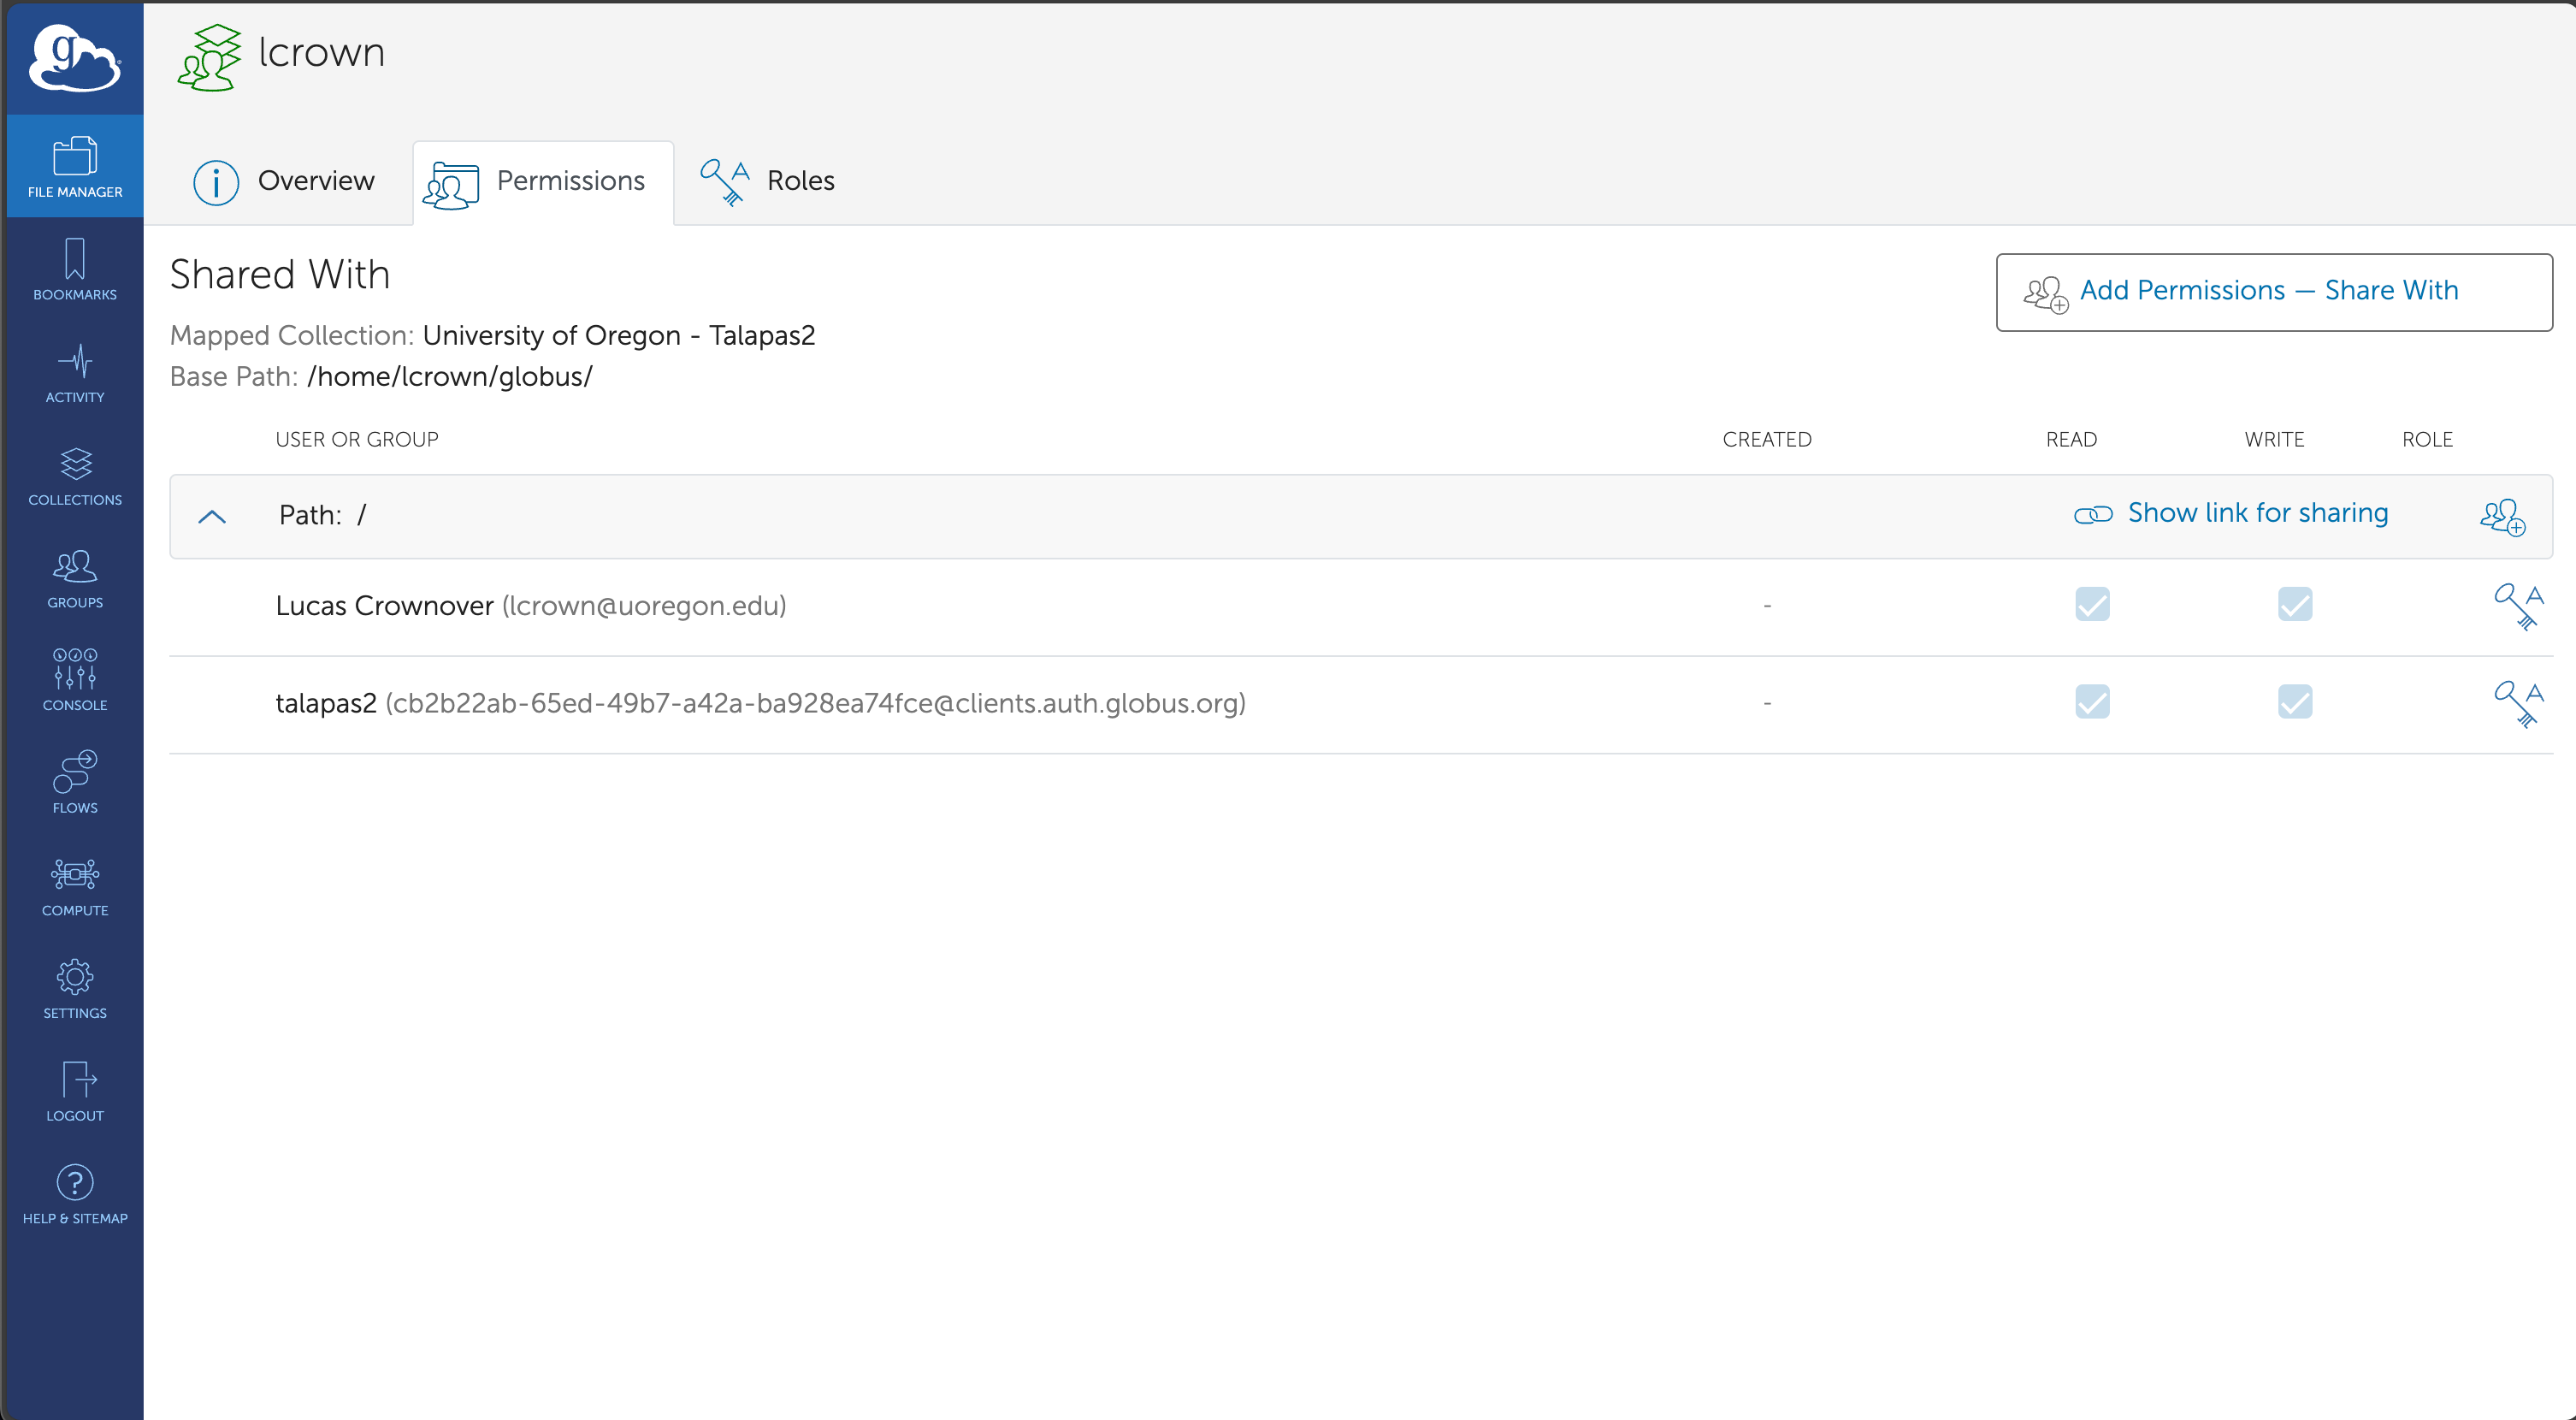 g
lcrown
FILE MANAGER
BOOKMARKS
ACTIVITY
COLLECTIONS
GROUPS
CONSOLE
FLOWS
COMPUTE
SETTINGS
LOGOUT
HELP & SITEMAP
Overview
Permissions
Roles
Shared With
Add Permissions — Share With
Mapped Collection: University of Oregon - Talapas2
Base Path: /home/lcrown/globus/
USER OR GROUP CREATED READ WRITE ROLE
Path: / Show link for sharing
Lucas Crownover (lcrown@uoregon.edu) -
talapas2 (cb2b22ab-65ed-49b7-a42a-ba928ea74fce@clients.auth.globus.org) -